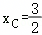 x_C = 3/2